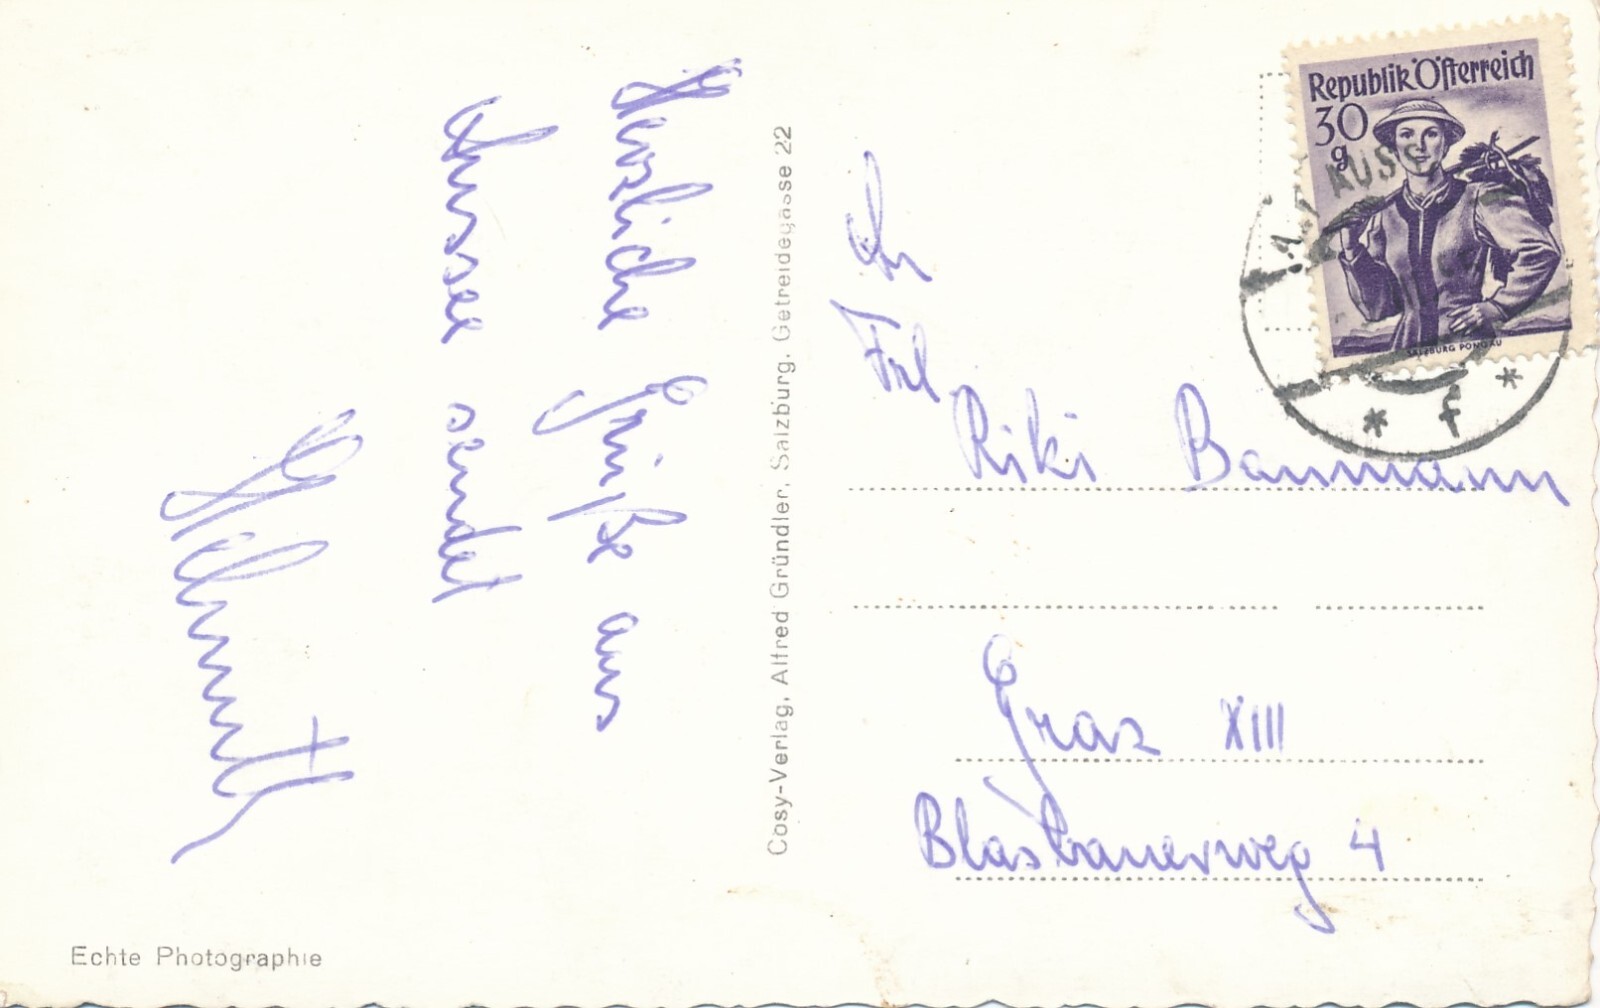 Herzliche Grüße aus
Aussee sendet
Helmuth
Cosy-Verlag, Alfred Gründler, Salzburg, Getreidegasse 22
Echte Photographie
Republik Österreich
30
g
SALZBURG PONGAU
AUSS
* f *
An
Frl
Riki Baumann
Graz XIII
Blasbauerweg 4